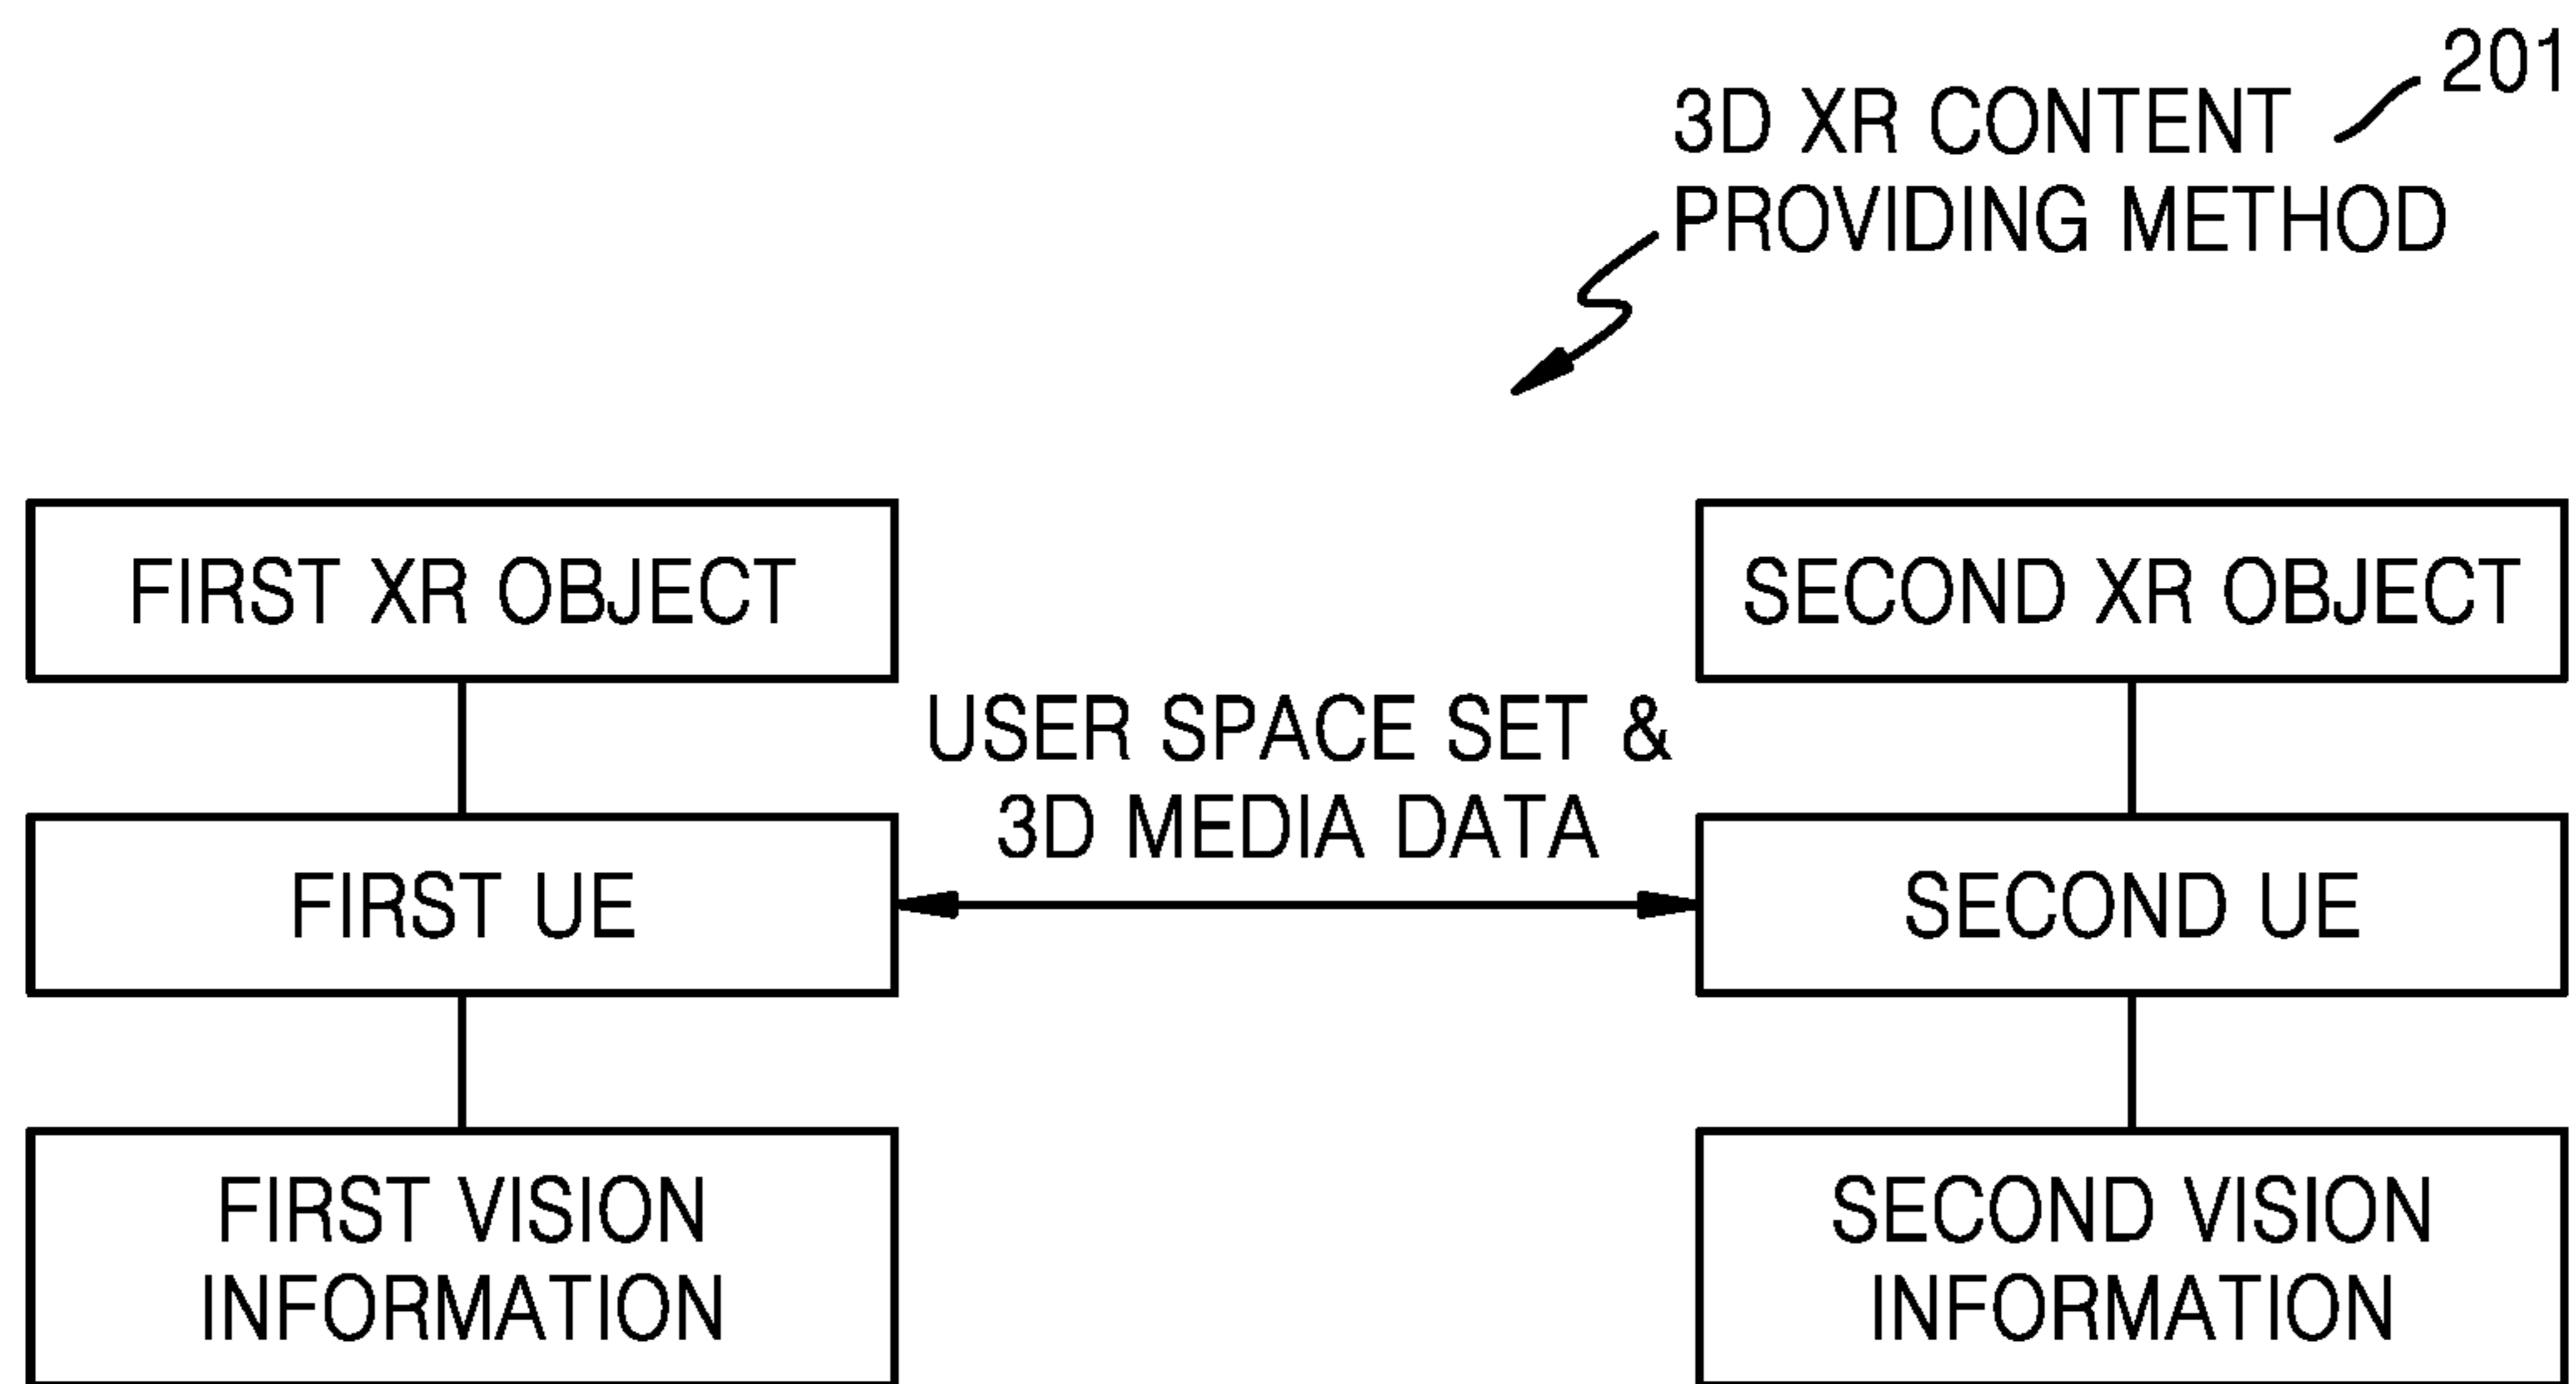 201
3D XR CONTENT
PROVIDING METHOD
FIRST XR OBJECT
SECOND XR OBJECT
USER SPACE SET &
3D MEDIA DATA
FIRST UE
SECOND UE
FIRST VISION
INFORMATION
SECOND VISION
INFORMATION